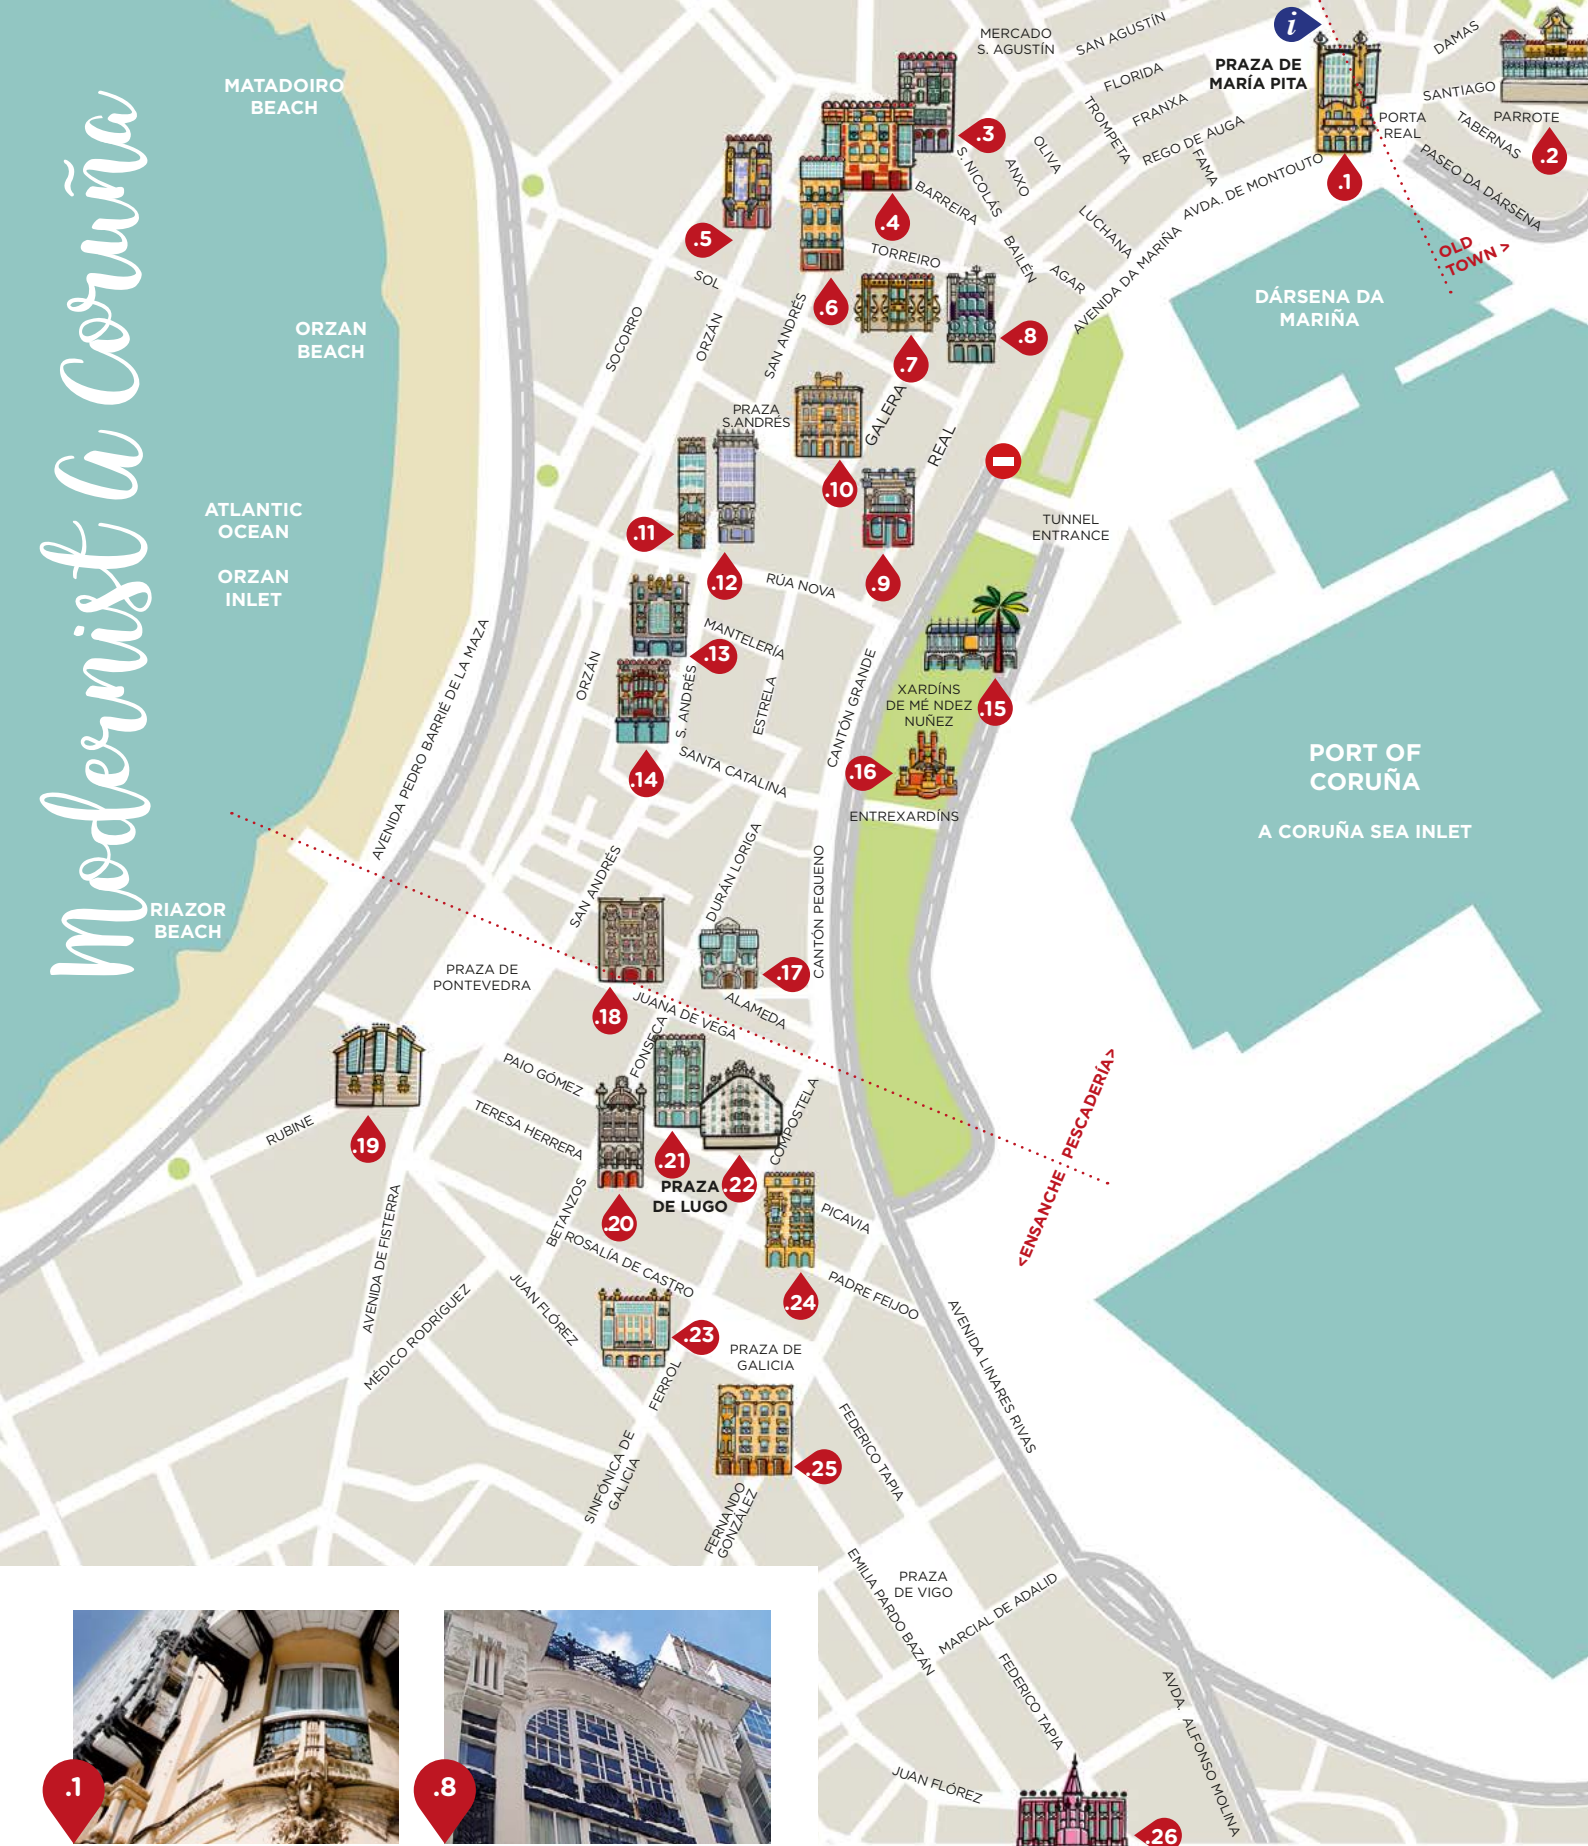 Modernist A Coruña
MATADOIRO
BEACH
ORZAN
BEACH
ATLANTIC
OCEAN
ORZAN
INLET
RIAZOR
BEACH
MERCADO
S. AGUSTÍN
SAN AGUSTÍN
i
PRAZA DE
MARÍA PITA
DAMAS
FLORIDA
FRANXA
TROMPETA
REGO DE AUGA
FAMA
SANTIAGO
PORTA
REAL
TABERNAS
PARROTE
PASEO DA DÁRSENA
.1
.2
.3
.4
.5
.6
.7
.8
S. NICOLÁS
ANXO
OLIVA
BARREIRA
TORREIRO
BAILÉN
AGAR
LUCHANA
AVDA. DE MONTOUTO
AVENIDA DA MARIÑA
OLD
TOWN >
DÁRSENA DA
MARIÑA
SOL
SOCORRO
ORZÁN
SAN ANDRÉS
PRAZA
S.ANDRÉS
GALERA
REAL
.10
.9
.11
.12
TUNNEL
ENTRANCE
RÚA NOVA
MANTELERÍA
.13
ORZÁN
S. ANDRÉS
ESTRELA
CANTÓN GRANDE
XARDÍNS
DE MÉ NDEZ
NUÑEZ
.15
.14
SANTA CATALINA
.16
ENTREXARDÍNS
PORT OF
CORUÑA
A CORUÑA SEA INLET
AVENIDA PEDRO BARRIÉ DE LA MAZA
SAN ANDRÉS
DURÁN LORIGA
CANTÓN PEQUENO
PRAZA DE
PONTEVEDRA
.17
.18
JUANA DE VEGA
ALAMEDA
FONSECA
PAIO GÓMEZ
TERESA HERRERA
COMPOSTELA
<ENSANCHE
PESCADERÍA>
RUBINE
.19
.21
.22
PRAZA
DE LUGO
.20
BETANZOS
PICAVIA
ROSALÍA DE CASTRO
PADRE FEIJOO
.24
AVENIDA DE FISTERRA
MÉDICO RODRÍGUEZ
JUAN FLÓREZ
.23
PRAZA DE
GALICIA
FERROL
AVENIDA LINARES RIVAS
SINFÓNICA DE
GALICIA
.25
FEDERICO TAPIA
FERNANDO
GONZÁLEZ
EMILIA PARDO BAZÁN
PRAZA
DE VIGO
MARCIAL DE ADALID
FEDERICO TAPIA
AVDA. ALFONSO MOLINA
JUAN FLÓREZ
.26
.1
.8